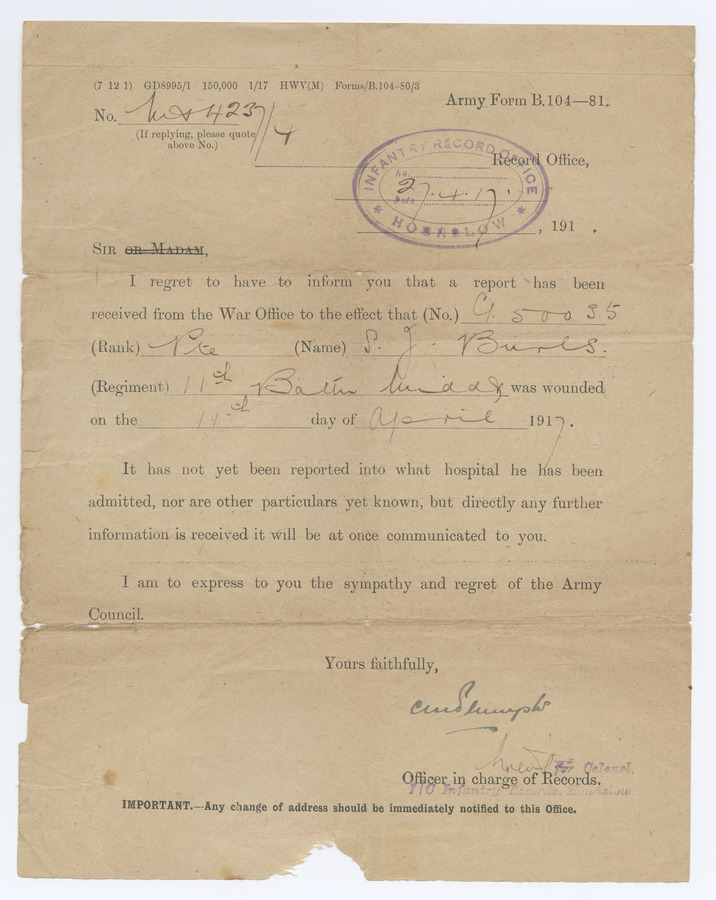 (7 12 1) GD8995/1 150,000 1/17 HWV(M) Forms/B.104-80/3
Army Form B.104—81.
No. 4237/4
(If replying, please quote
above No.)
INFANTRY RECORD OFFICE
Record Office,
No.
27.4.17.
Date
HOUNSLOW
, 191 .
SIR OR MADAM,
I regret to have to inform you that a report has been
received from the War Office to the effect that (No.) G. 50035
(Rank) Pte (Name) S. J. Burls.
(Regiment) 11th Battn Middx was wounded
on the 11th day of April 1917.
It has not yet been reported into what hospital he has been
admitted, nor are other particulars yet known, but directly any further
information is received it will be at once communicated to you.
I am to express to you the sympathy and regret of the Army
Council.
Yours faithfully,
for Colonel,
Officer in charge of Records.
I/C Infantry Records, Hounslow.
IMPORTANT.—Any change of address should be immediately notified to this Office.